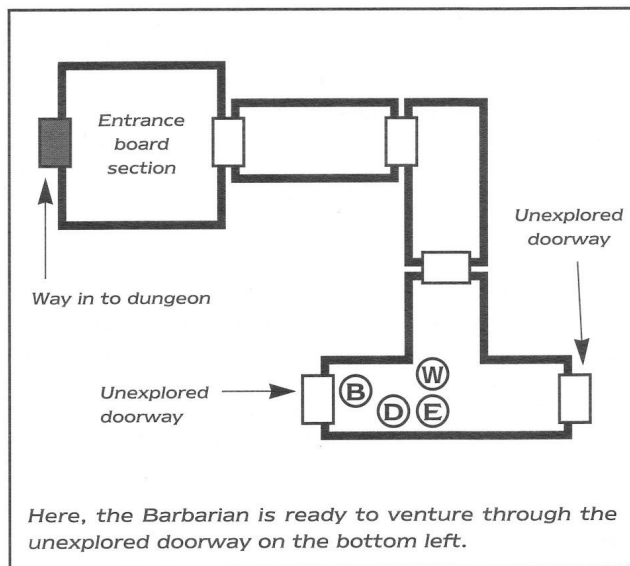 Entrance
board
section
Unexplored
doorway
Way in to dungeon
Unexplored
doorway
B
W
D
E
Here, the Barbarian is ready to venture through the
unexplored doorway on the bottom left.